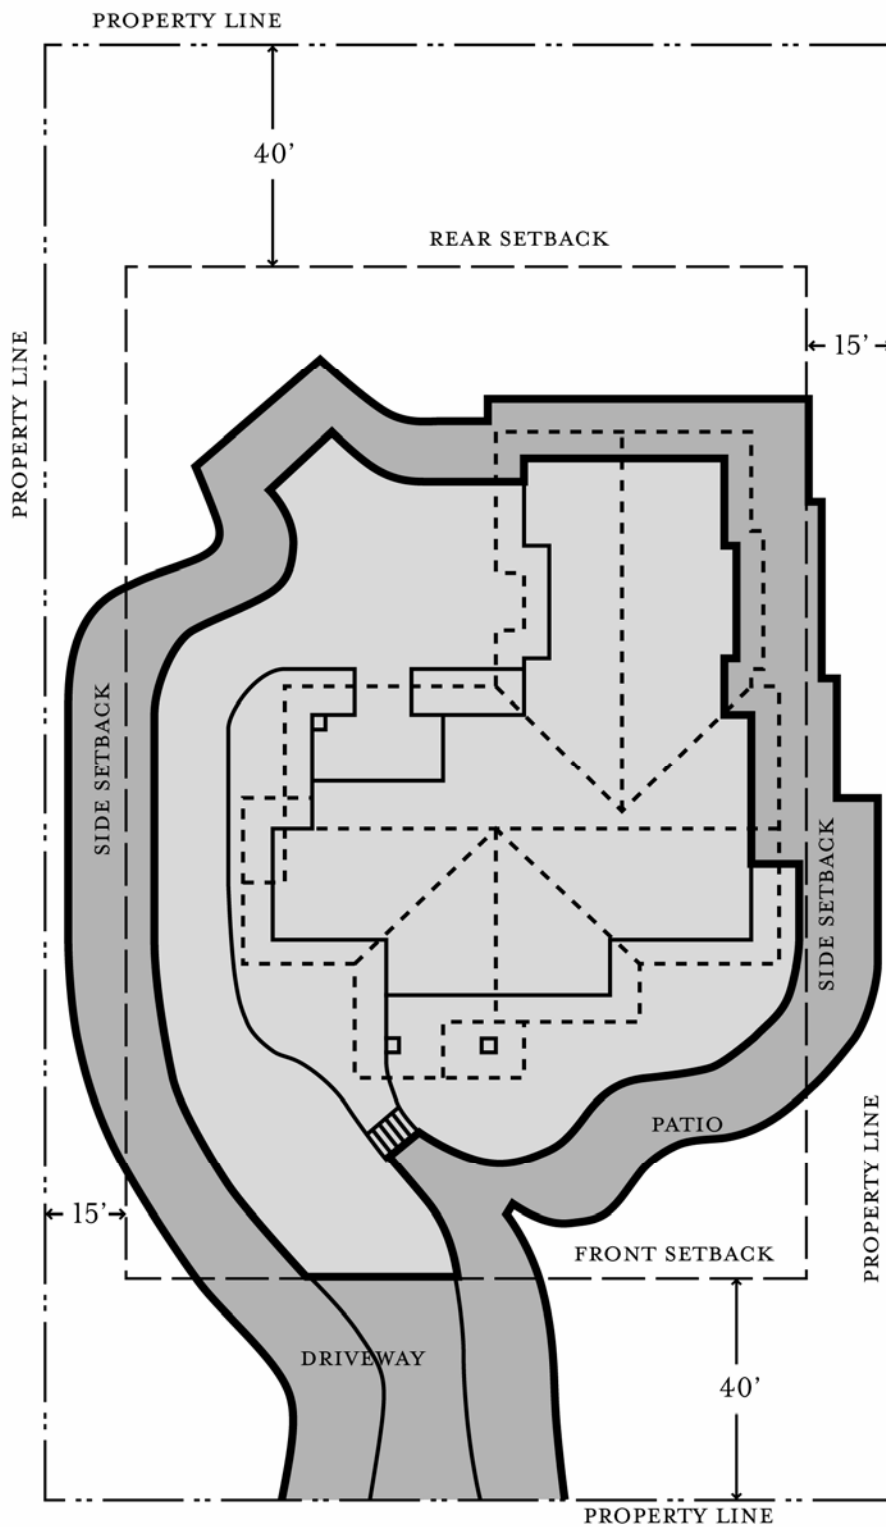 PROPERTY LINE
40’
REAR SETBACK
15’
PROPERTY LINE
SIDE SETBACK
SIDE SETBACK
PATIO
PROPERTY LINE
15’
FRONT SETBACK
DRIVEWAY
40’
PROPERTY LINE